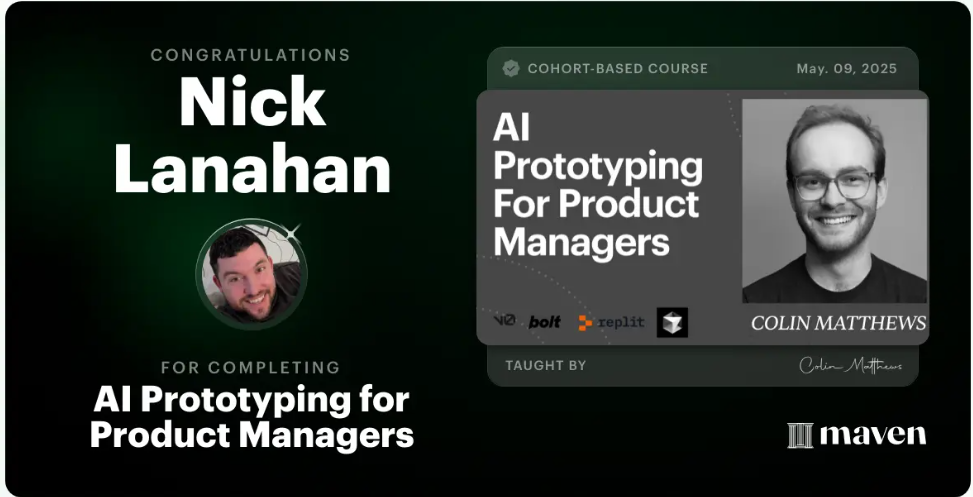 CONGRATULATIONS
Nick
Lanahan
FOR COMPLETING
AI Prototyping for
Product Managers
COHORT-BASED COURSE
May. 09, 2025
AI
Prototyping
For Product
Managers
v0 bolt replit
COLIN MATTHEWS
TAUGHT BY
Colin Matthews
maven